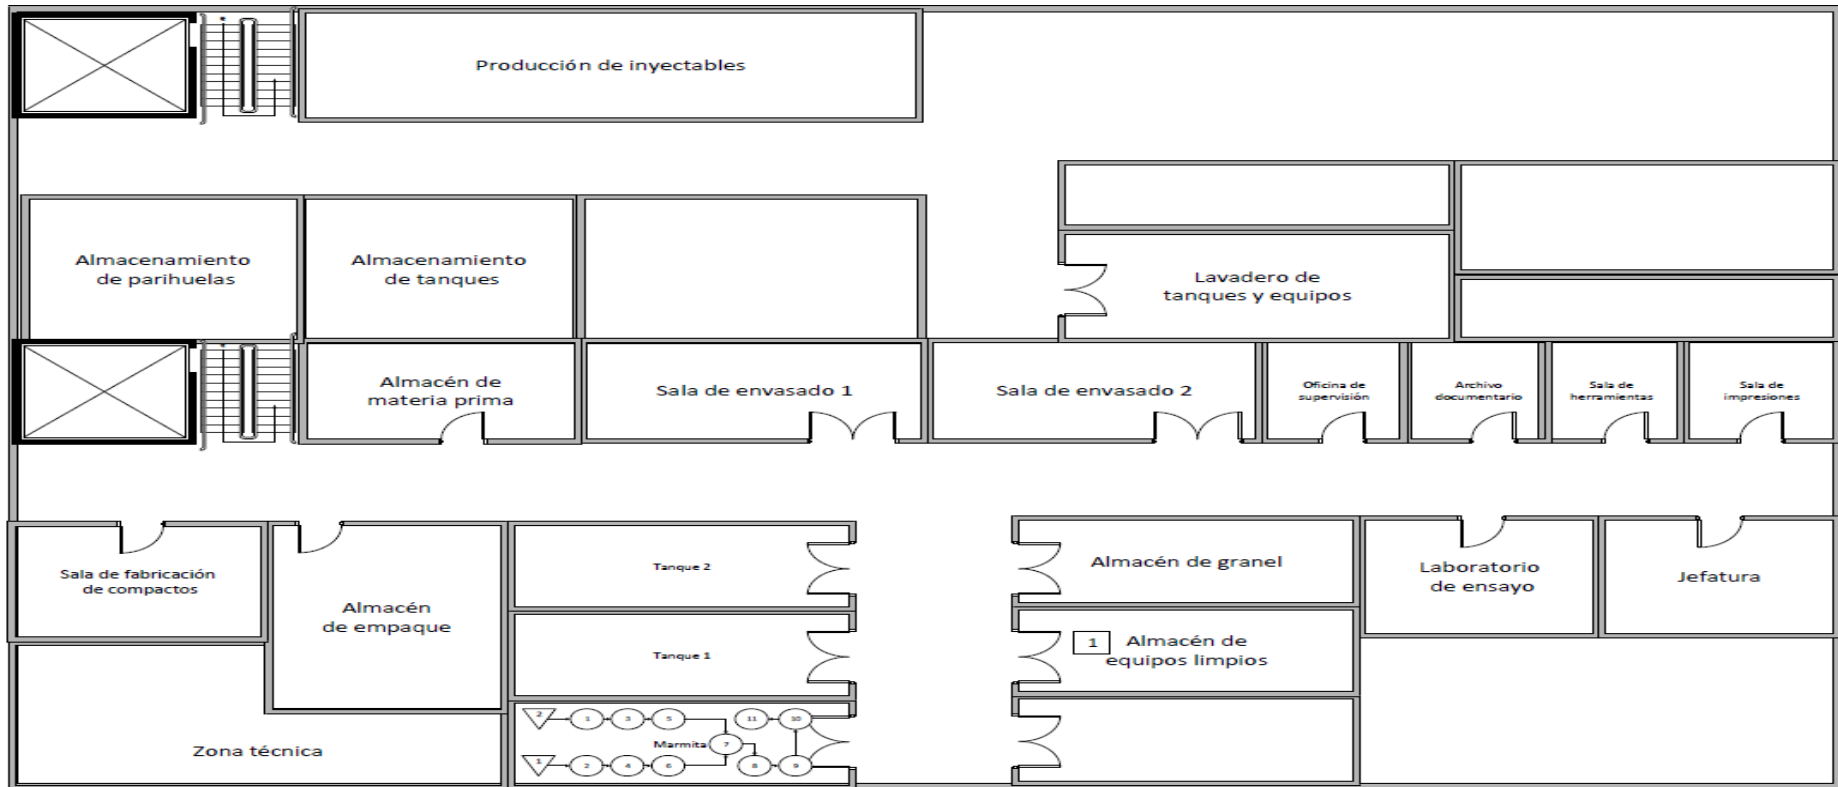 Producción de inyectables
Almacenamiento
de parihuelas
Almacenamiento
de tanques
Lavadero de
tanques y equipos
Almacén de
materia prima
Sala de envasado 1
Sala de envasado 2
Oficina de
supervisión
Archivo
documentario
Sala de
herramientas
Sala de
impresiones
Sala de fabricación
de compactos
Almacén
de empaque
Tanque 2
Almacén de granel
Laboratorio
de ensayo
Jefatura
Tanque 1
1
Almacén de
equipos limpios
Zona técnica
2 1 3 5 11 10
Marmita 7
1 2 4 6 8 9